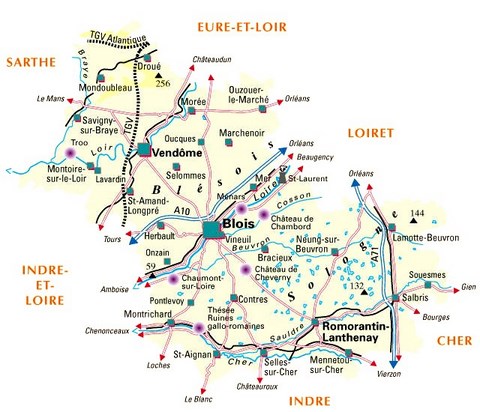 EURE-ET-LOIR
TGV Atlantique
SARTHE
Braye
Droué
Châteaudun
256
Mondoubleau
Ouzouer-
le-Marché
Le Mans
Morée
Orléans
Savigny-
sur-Braye
TGV
Troo
Loir
Oucques
Marchenoir
LOIRET
Vendôme
Orléans
Montoire-
sur-le-Loir
Lavardin
Selommes
Beaugency
Blésois
Mer
St-Laurent
Loire
Orléans
St-Amand-
Longpré
Menars
Cosson
A10
Château de
Chambord
144
Tours
Herbault
Blois
Vineuil
Lamotte-Beuvron
Beuvron
Neung-sur-
Beuvron
Onzain
Bracieux
A71
INDRE-
ET-
LOIRE
59
Château de
Cheverny
Sologne
Souesmes
Amboise
Chaumont-
sur-Loire
132
Gien
Salbris
Pontlevoy
Contres
Bourges
Montrichard
Thésée
Ruines
gallo-romaines
Chenonceaux
Sauldre
Romorantin-
Lanthenay
CHER
Loches
St-Aignan
Cher
Selles-
sur-Cher
Mennetou-
sur-Cher
Vierzon
Châteauroux
Le Blanc
INDRE